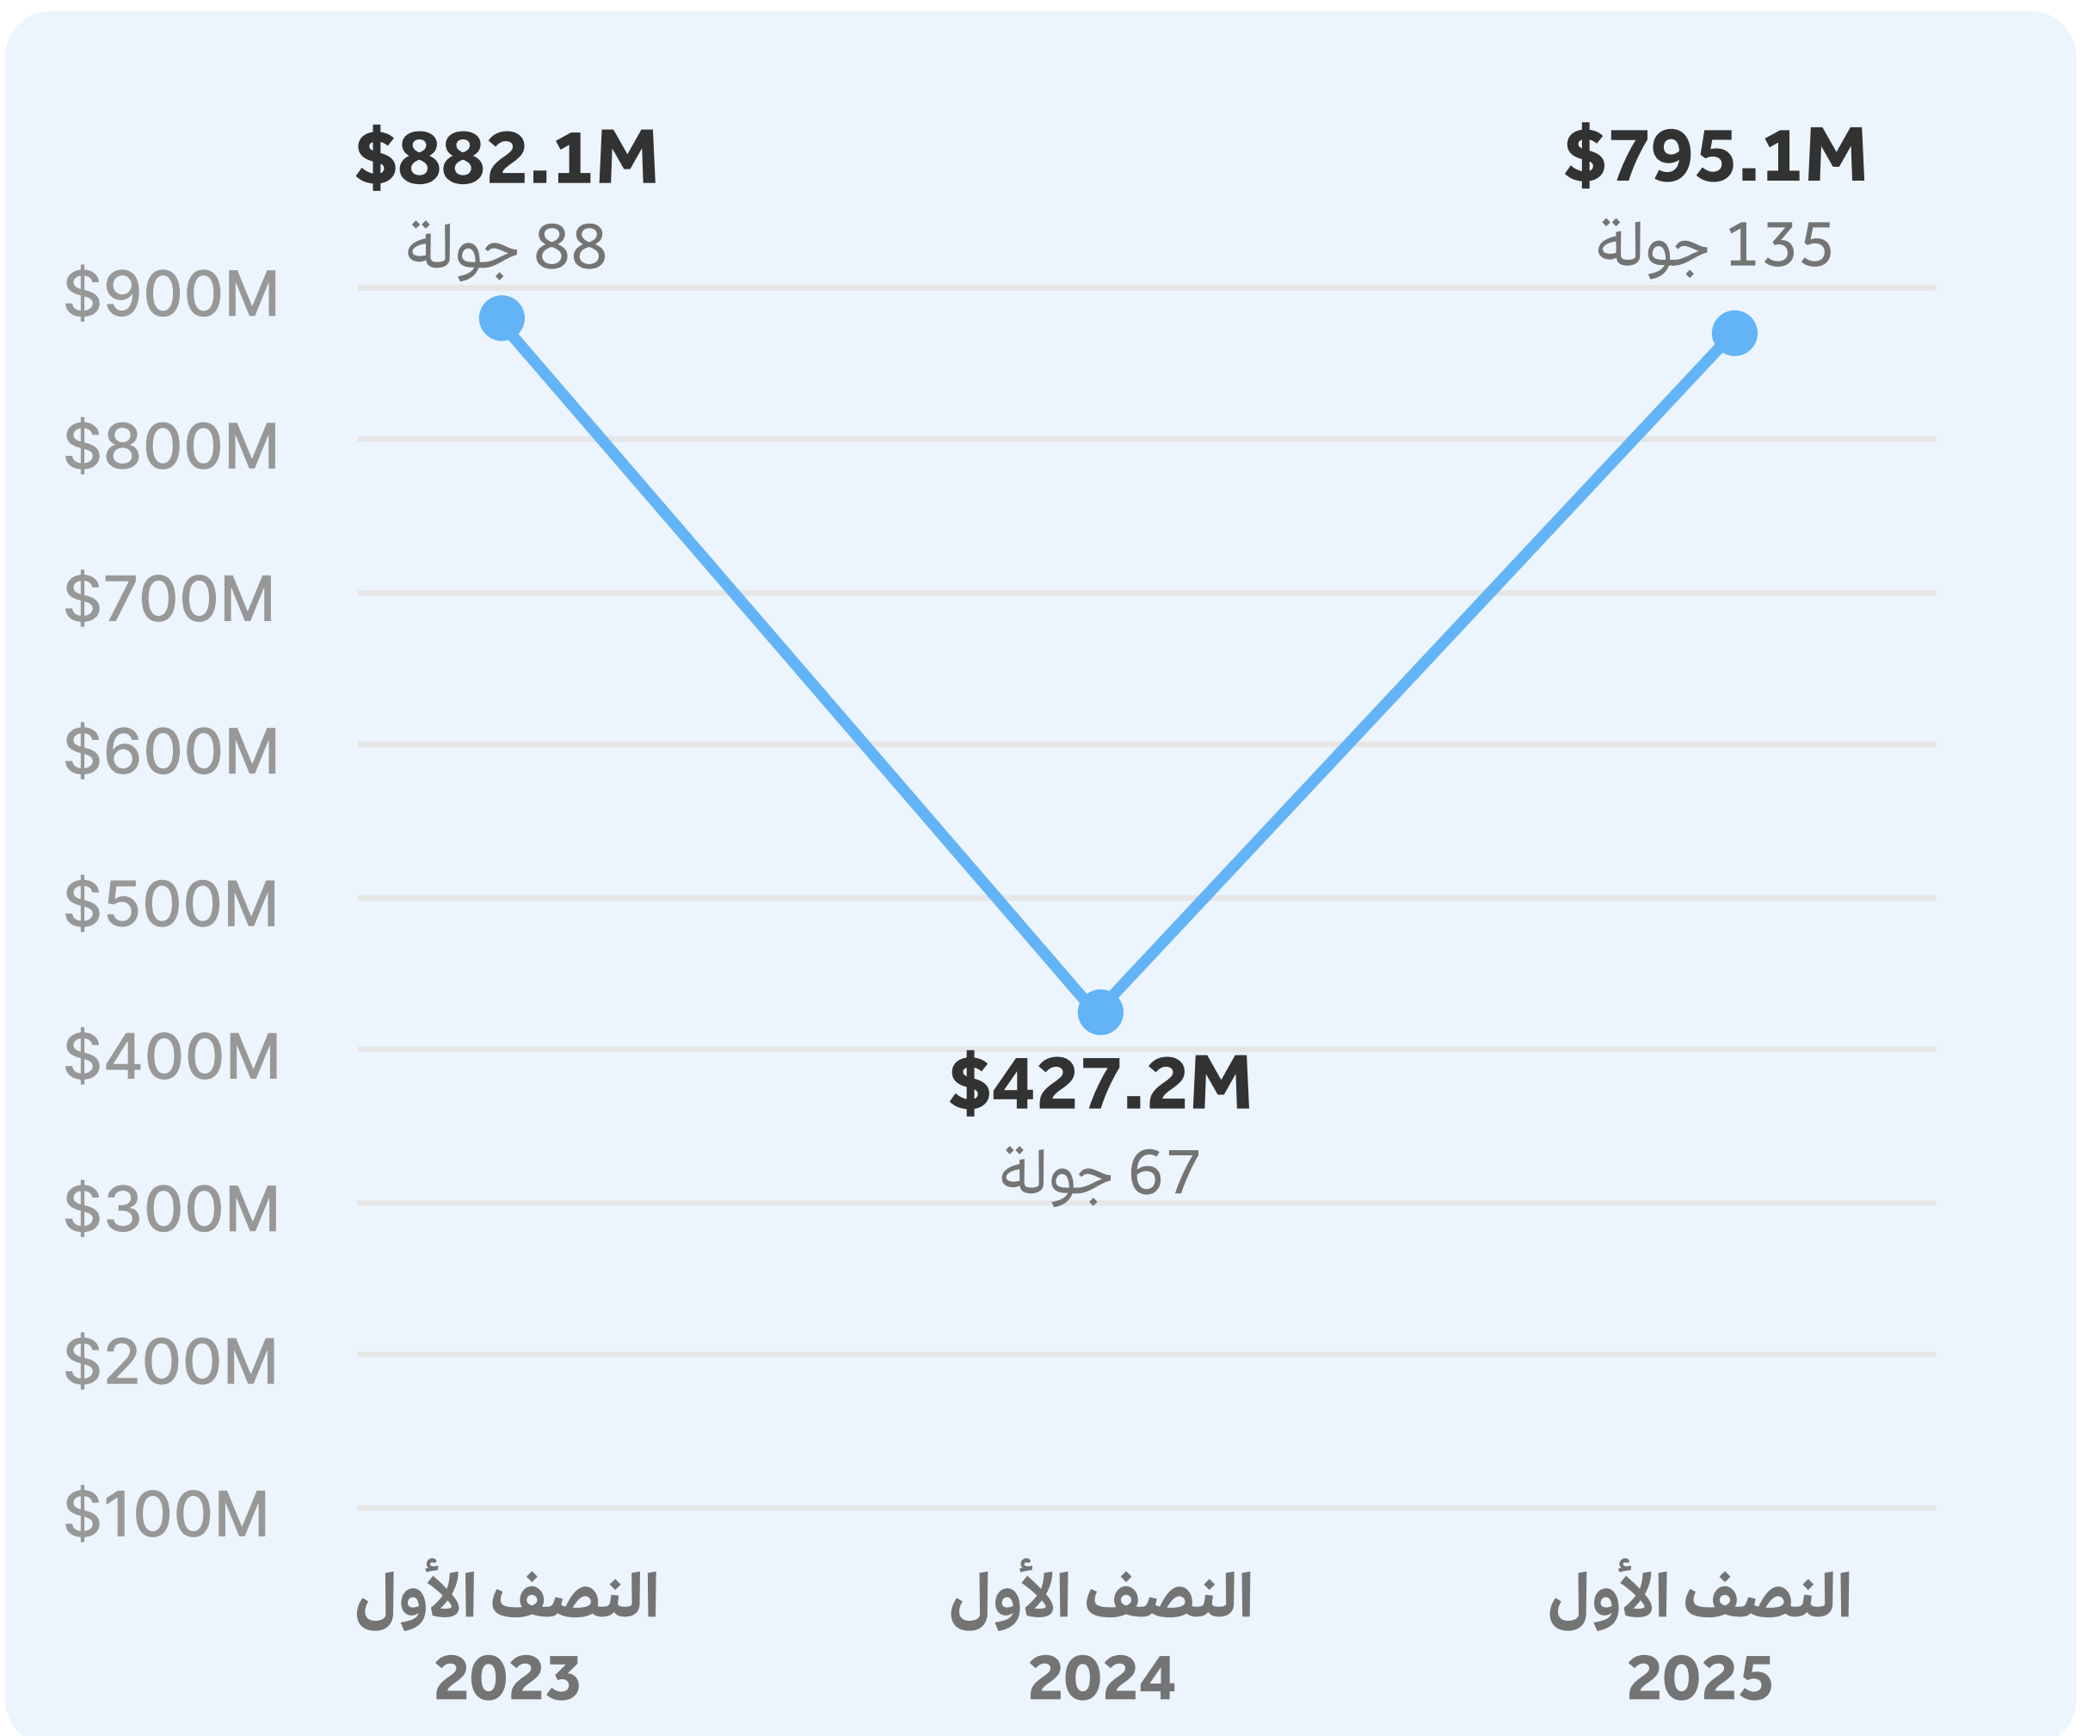 $882.1M
88 جولة
$795.1M
135 جولة
$900M
$800M
$700M
$600M
$500M
$400M
$427.2M
67 جولة
$300M
$200M
$100M
النصف الأول
2023
النصف الأول
2024
النصف الأول
2025